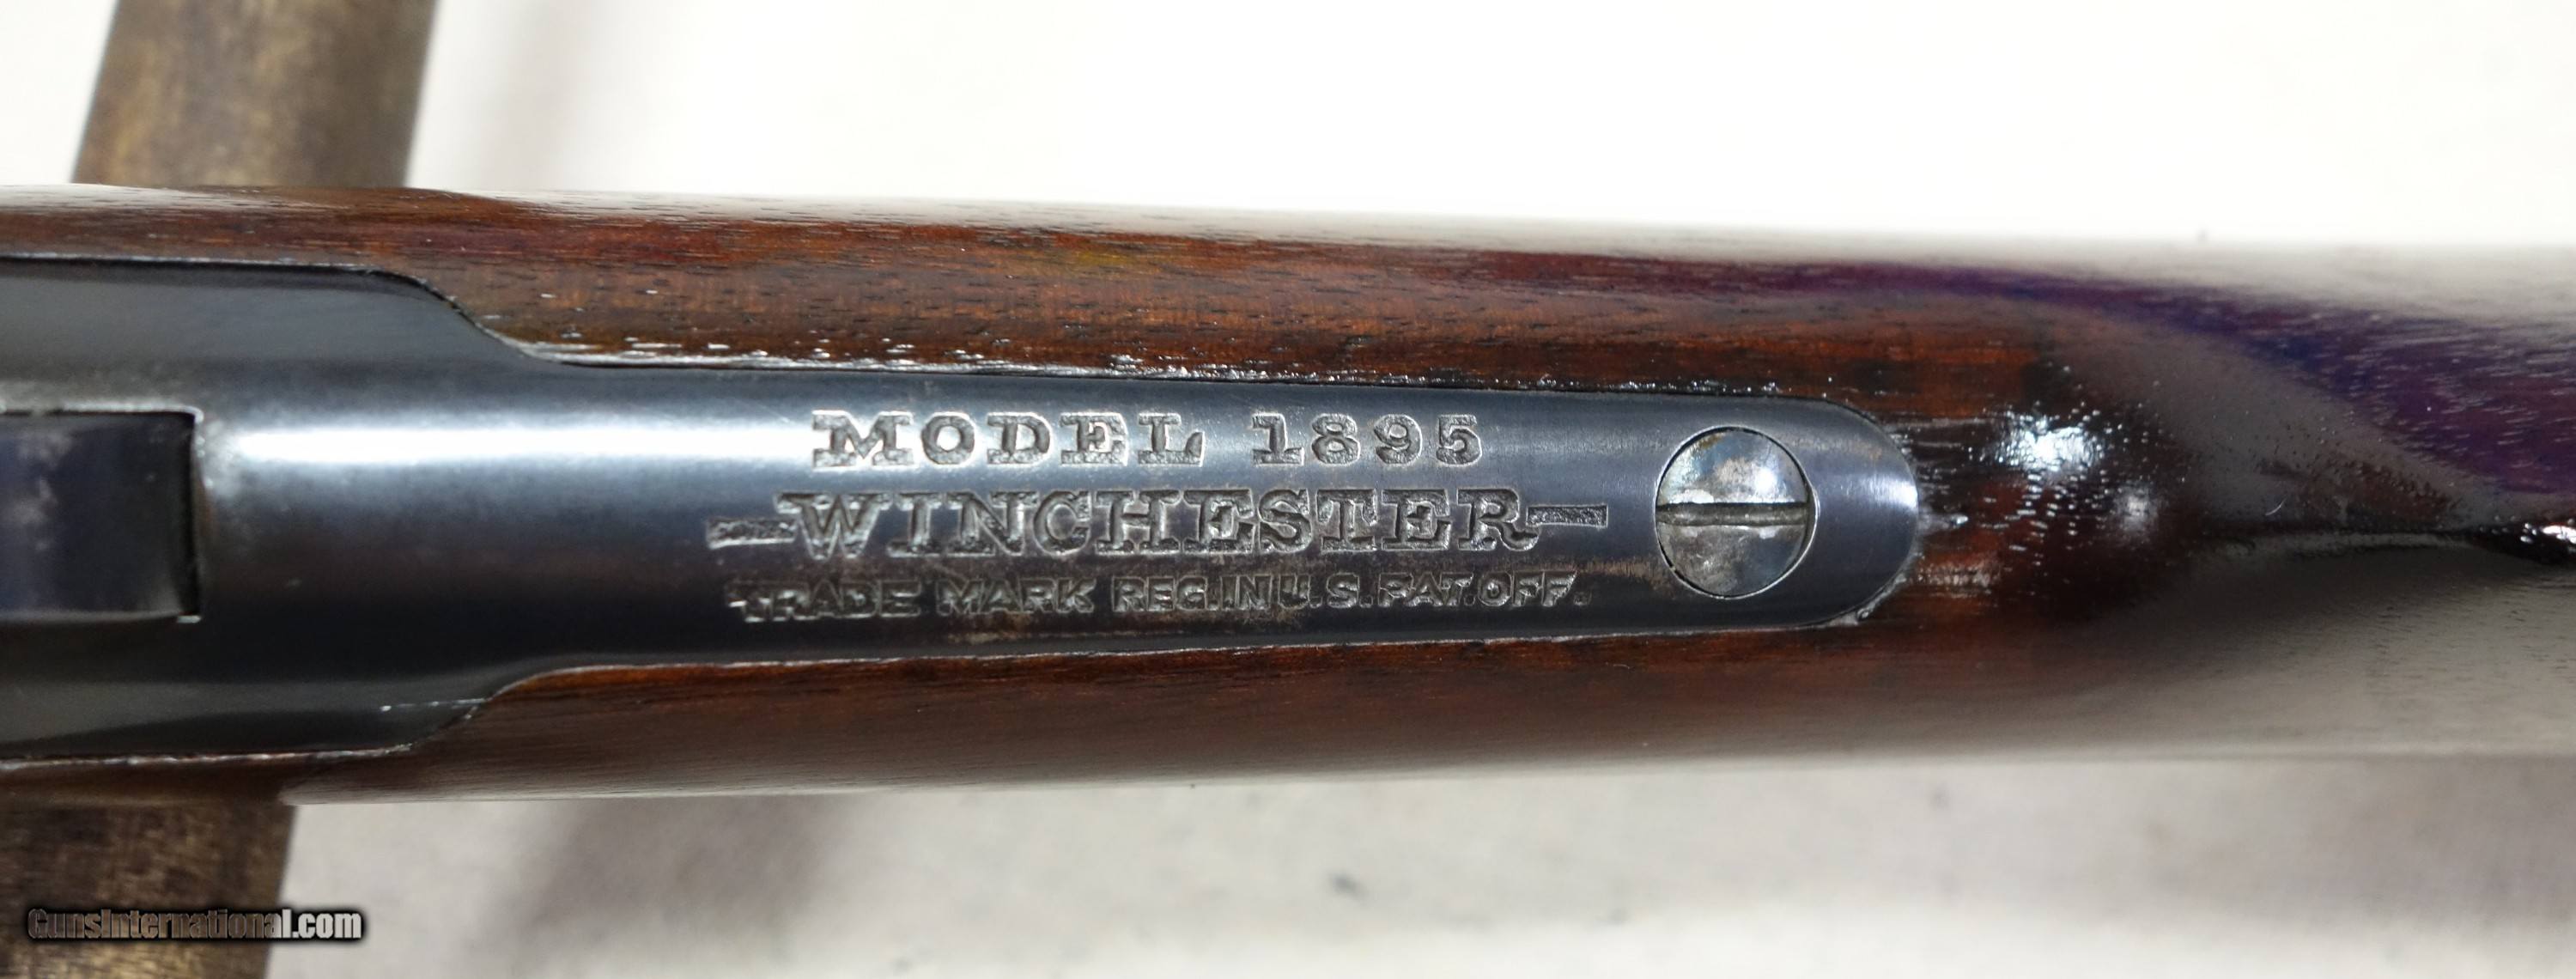 MODEL 1895
-WINCHESTER-
TRADE MARK REG. IN U.S. PAT. OFF.
GunsInternational.com